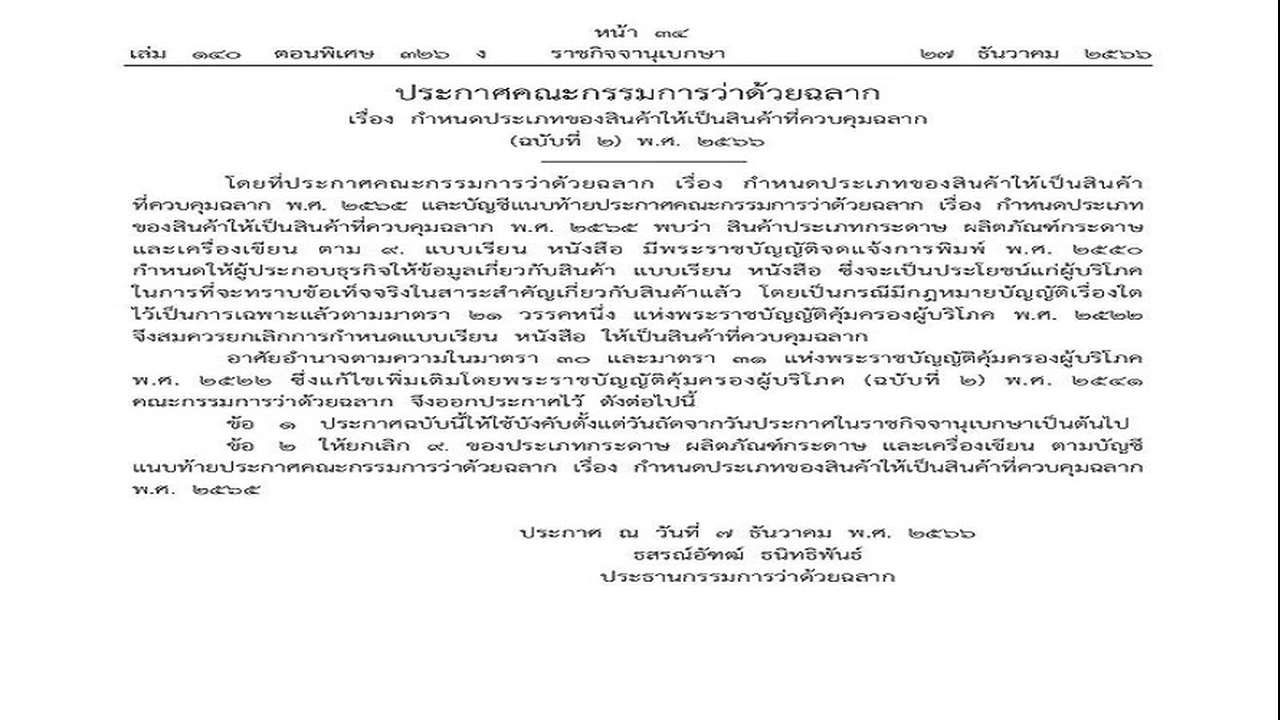 หน้า ๓๔
เล่ม ๑๔๐ ตอนพิเศษ ๓๒๖ ง ราชกิจจานุเบกษา ๒๗ ธันวาคม ๒๕๖๖
ประกาศคณะกรรมการว่าด้วยฉลาก
เรื่อง กำหนดประเภทของสินค้าให้เป็นสินค้าที่ควบคุมฉลาก
(ฉบับที่ ๒) พ.ศ. ๒๕๖๖
โดยที่ประกาศคณะกรรมการว่าด้วยฉลาก เรื่อง กำหนดประเภทของสินค้าให้เป็นสินค้า
ที่ควบคุมฉลาก พ.ศ. ๒๕๖๕ และบัญชีแนบท้ายประกาศคณะกรรมการว่าด้วยฉลาก เรื่อง กำหนดประเภท
ของสินค้าให้เป็นสินค้าที่ควบคุมฉลาก พ.ศ. ๒๕๖๕ พบว่า สินค้าประเภทกระดาษ ผลิตภัณฑ์กระดาษ
และเครื่องเขียน ตาม ๙. แบบเรียน หนังสือ มีพระราชบัญญัติจดแจ้งการพิมพ์ พ.ศ. ๒๕๕๐
กำหนดให้ผู้ประกอบธุรกิจให้ข้อมูลเกี่ยวกับสินค้า แบบเรียน หนังสือ ซึ่งจะเป็นประโยชน์แก่ผู้บริโภค
ในการที่จะทราบข้อเท็จจริงในสาระสำคัญเกี่ยวกับสินค้าแล้ว โดยเป็นกรณีมีกฎหมายบัญญัติเรื่องใด
ไว้เป็นการเฉพาะแล้วตามมาตรา ๒๑ วรรคหนึ่ง แห่งพระราชบัญญัติคุ้มครองผู้บริโภค พ.ศ. ๒๕๒๒
จึงสมควรยกเลิกการกำหนดแบบเรียน หนังสือ ให้เป็นสินค้าที่ควบคุมฉลาก
อาศัยอำนาจตามความในมาตรา ๓๐ และมาตรา ๓๑ แห่งพระราชบัญญัติคุ้มครองผู้บริโภค
พ.ศ. ๒๕๒๒ ซึ่งแก้ไขเพิ่มเติมโดยพระราชบัญญัติคุ้มครองผู้บริโภค (ฉบับที่ ๒) พ.ศ. ๒๕๔๑
คณะกรรมการว่าด้วยฉลาก จึงออกประกาศไว้ ดังต่อไปนี้
ข้อ ๑ ประกาศฉบับนี้ให้ใช้บังคับตั้งแต่วันถัดจากวันประกาศในราชกิจจานุเบกษาเป็นต้นไป
ข้อ ๒ ให้ยกเลิก ๙. ของประเภทกระดาษ ผลิตภัณฑ์กระดาษ และเครื่องเขียน ตามบัญชี
แนบท้ายประกาศคณะกรรมการว่าด้วยฉลาก เรื่อง กำหนดประเภทของสินค้าให้เป็นสินค้าที่ควบคุมฉลาก
พ.ศ. ๒๕๖๕
ประกาศ ณ วันที่ ๗ ธันวาคม พ.ศ. ๒๕๖๖
ธสรณ์อัฑฒ์ ธนิทธิพันธ์
ประธานกรรมการว่าด้วยฉลาก